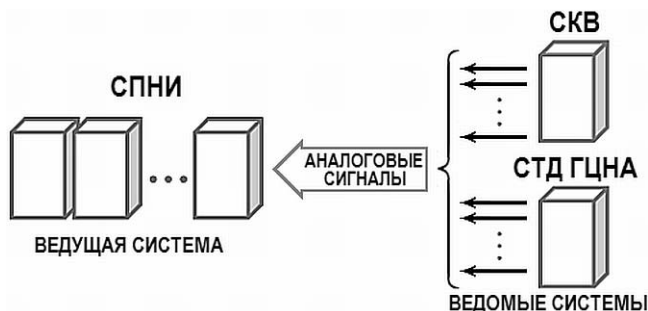 СКВ
СПНИ
АНАЛОГОВЫЕ
СИГНАЛЫ
СТД ГЦНА
ВЕДУЩАЯ СИСТЕМА
ВЕДОМЫЕ СИСТЕМЫ